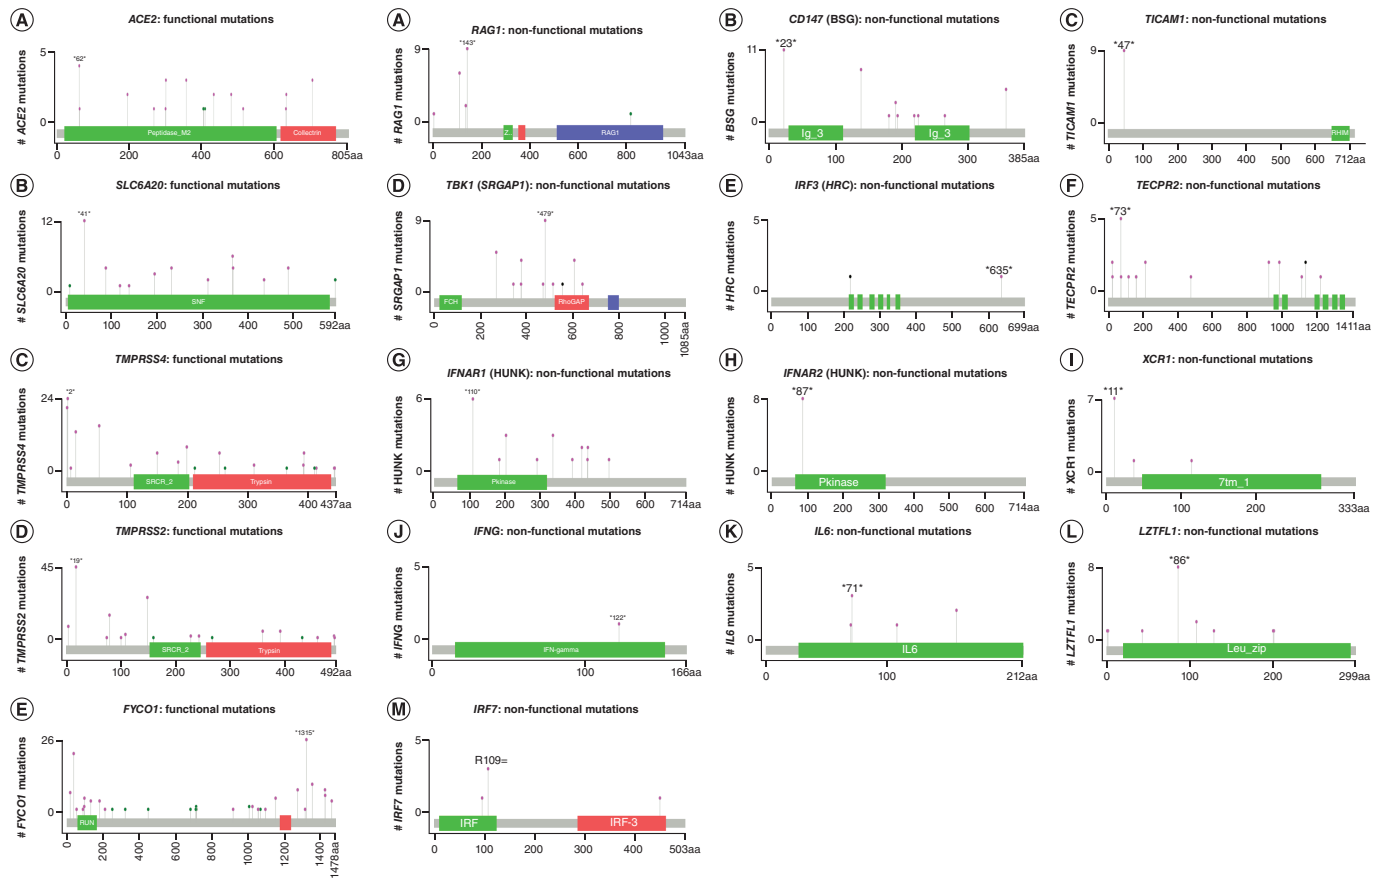 A
ACE2: functional mutations
# ACE2 mutations
5
0
*62*
Peptidase_M2
Collectrin
0 200 400 600 805aa
A
RAG1: non-functional mutations
# RAG1 mutations
9
0
*143*
Z..
RAG1
0 200 400 600 800 1043aa
B
CD147 (BSG): non-functional mutations
# BSG mutations
11
0
*23*
Ig_3
Ig_3
0 100 200 300 385aa
C
TICAM1: non-functional mutations
# TICAM1 mutations
9
0
*47*
RHIM
0 100 200 300 400 500 600 712aa
B
SLC6A20: functional mutations
# SLC6A20 mutations
12
0
*41*
SNF
0 100 200 300 400 500 592aa
D
TBK1 (SRGAP1): non-functional mutations
# SRGAP1 mutations
9
0
*479*
FCH
RhoGAP
0 200 400 600 800 1000 1085aa
E
IRF3 (HRC): non-functional mutations
# HRC mutations
5
0
*635*
0 100 200 300 400 600 699aa
F
TECPR2: non-functional mutations
# TECPR2 mutations
5
0
*73*
0 200 400 600 800 1000 1200 1411aa
C
TMPRSS4: functional mutations
# TMPRSS4 mutations
24
0
*2*
SRCR_2
Trypsin
0 100 200 300 400 437aa
G
IFNAR1 (HUNK): non-functional mutations
# HUNK mutations
6
0
*110*
Pkinase
0 100 200 300 400 500 600 714aa
H
IFNAR2 (HUNK): non-functional mutations
# HUNK mutations
8
0
*87*
Pkinase
0 100 200 300 400 500 600 714aa
I
XCR1: non-functional mutations
# XCR1 mutations
7
0
*11*
7tm_1
0 100 200 333aa
D
TMPRSS2: functional mutations
# TMPRSS2 mutations
45
0
*19*
SRCR_2
Trypsin
0 100 200 300 400 492aa
J
IFNG: non-functional mutations
# IFNG mutations
5
0
*122*
IFN-gamma
0 100 166aa
K
IL6: non-functional mutations
# IL6 mutations
5
0
*71*
IL6
0 100 212aa
L
LZTFL1: non-functional mutations
# LZTFL1 mutations
8
0
*86*
Leu_zip
0 100 200 299aa
E
FYCO1: functional mutations
# FYCO1 mutations
26
0
*1315*
RUN
0 200 400 600 800 1000 1200 1400 1478aa
M
IRF7: non-functional mutations
# IRF7 mutations
5
0
R109=
IRF
IRF-3
0 100 200 300 400 503aa